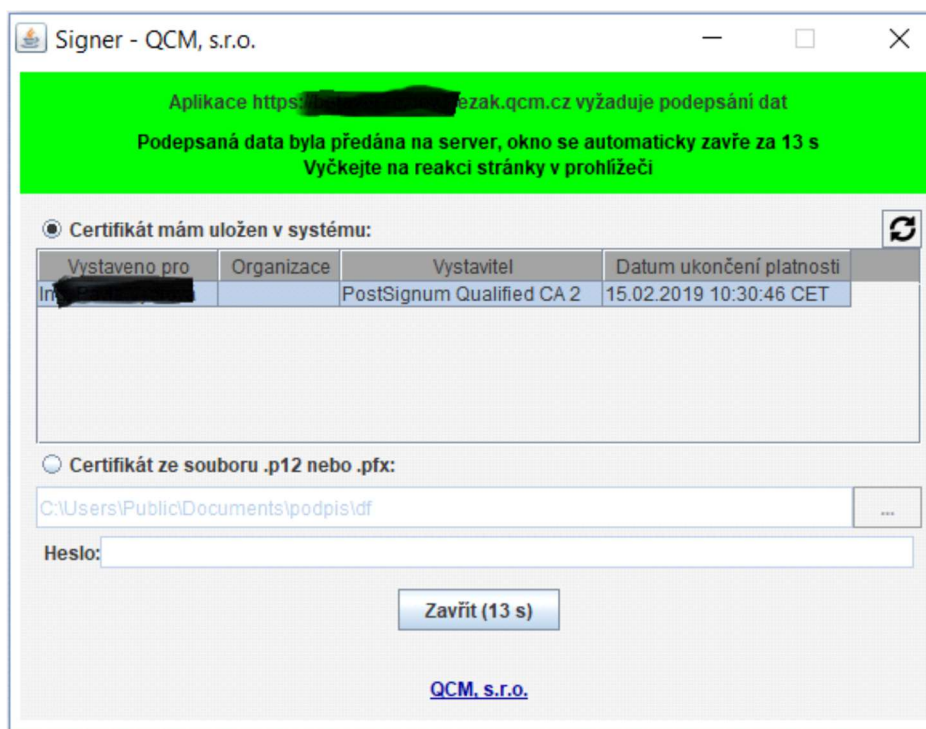 Signer - QCM, s.r.o.
Aplikace https: ezak.qcm.cz vyžaduje podepsání dat
Podepsaná data byla předána na server, okno se automaticky zavře za 13 s
Vyčkejte na reakci stránky v prohlížeči
Certifikát mám uložen v systému:
Vystaveno pro Organizace Vystavitel Datum ukončení platnosti
PostSignum Qualified CA 2 15.02.2019 10:30:46 CET
Certifikát ze souboru .p12 nebo .pfx:
C:\Users\Public\Documents\podpis\df ...
Heslo:
Zavřít (13 s)
QCM, s.r.o.